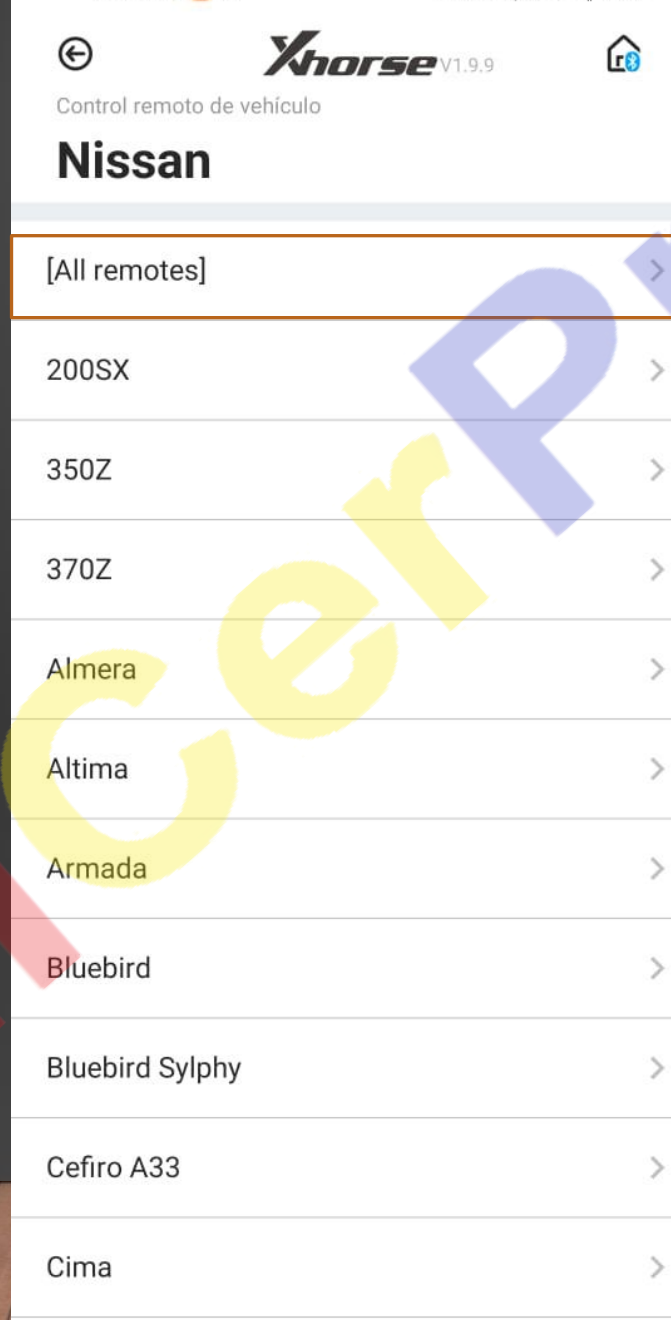 Xhorse V1.9.9
Control remoto de vehículo
Nissan
[All remotes]
200SX
350Z
370Z
Almera
Altima
Armada
Bluebird
Bluebird Sylphy
Cefiro A33
Cima